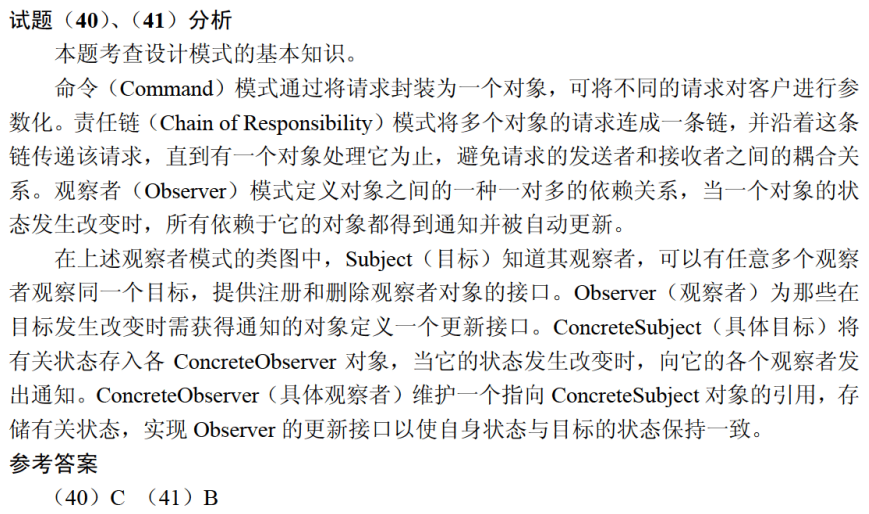 试题（40）、（41）分析
本题考查设计模式的基本知识。
命令（Command）模式通过将请求封装为一个对象，可将不同的请求对客户进行参
数化。责任链（Chain of Responsibility）模式将多个对象的请求连成一条链，并沿着这条
链传递该请求，直到有一个对象处理它为止，避免请求的发送者和接收者之间的耦合关
系。观察者（Observer）模式定义对象之间的一种一对多的依赖关系，当一个对象的状
态发生改变时，所有依赖于它的对象都得到通知并被自动更新。
在上述观察者模式的类图中，Subject（目标）知道其观察者，可以有任意多个观察
者观察同一个目标，提供注册和删除观察者对象的接口。Observer（观察者）为那些在
目标发生改变时需获得通知的对象定义一个更新接口。ConcreteSubject（具体目标）将
有关状态存入各 ConcreteObserver 对象，当它的状态发生改变时，向它的各个观察者发
出通知。ConcreteObserver（具体观察者）维护一个指向 ConcreteSubject 对象的引用，存
储有关状态，实现 Observer 的更新接口以使自身状态与目标的状态保持一致。
参考答案
（40）C （41）B